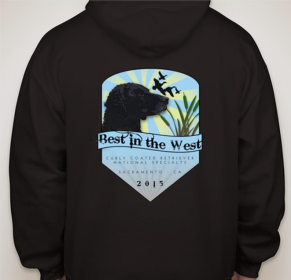 Best in the West
CURLY COATED RETRIEVER
NATIONAL SPECIALTY
SACRAMENTO CA
2015